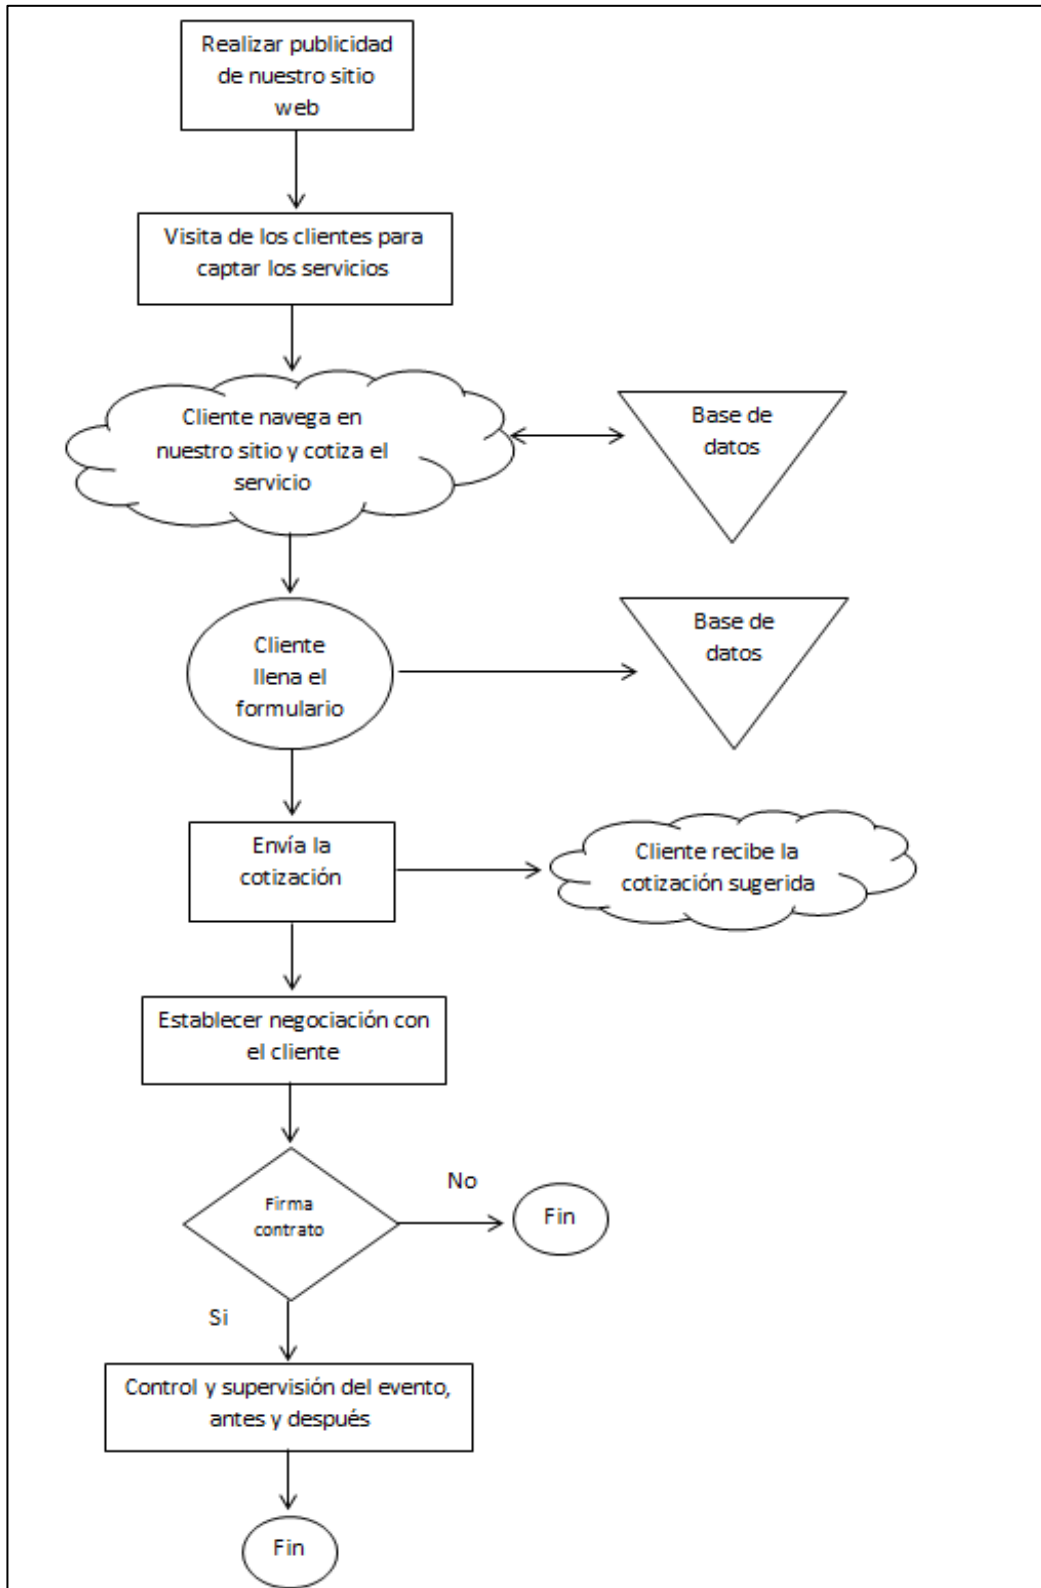 Realizar publicidad
de nuestro sitio
web
Visita de los clientes para
captar los servicios
Cliente navega en
nuestro sitio y cotiza el
servicio
Base de
datos
Cliente
llena el
formulario
Base de
datos
Envía la
cotización
Cliente recibe la
cotización sugerida
Establecer negociación con
el cliente
Firma
contrato
No
Fin
Si
Control y supervisión del evento,
antes y después
Fin